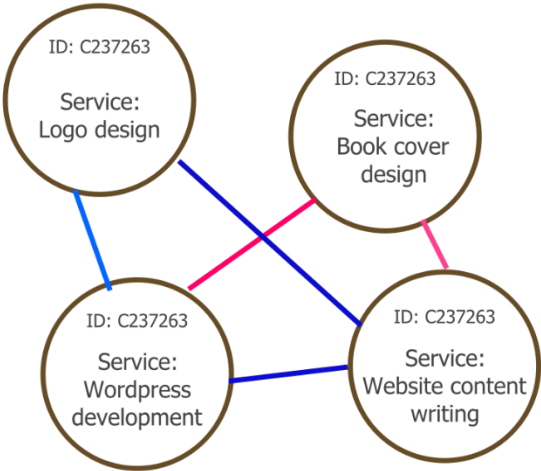 ID: C237263
Service:
Logo design
ID: C237263
Service:
Book cover
design
ID: C237263
Service:
Wordpress
development
ID: C237263
Service:
Website content
writing